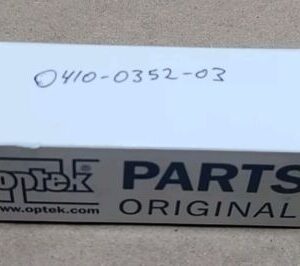 0410-0352-03
optek®
PARTS
www.optek.com
ORIGINAL